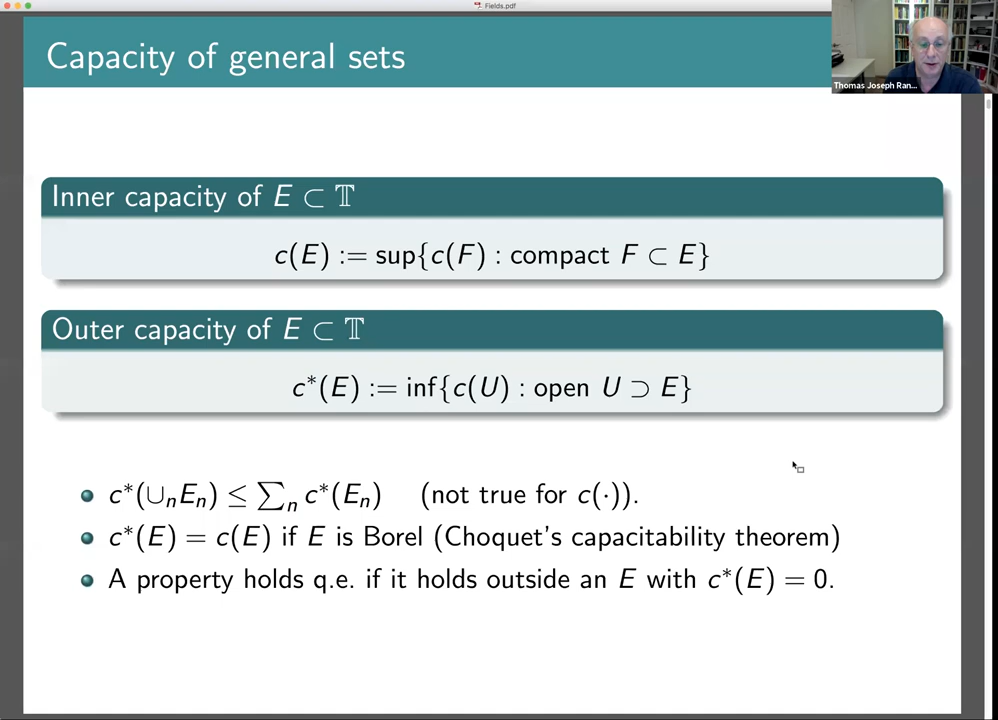 Fields.pdf
Capacity of general sets
Thomas Joseph Ran...
Inner capacity of E ⊂ 𝕋
c(E) := sup{c(F) : compact F ⊂ E}
Outer capacity of E ⊂ 𝕋
c*(E) := inf{c(U) : open U ⊃ E}
c*(∪ₙEₙ) ≤ ∑ₙ c*(Eₙ) (not true for c(·)).
c*(E) = c(E) if E is Borel (Choquet's capacitability theorem)
A property holds q.e. if it holds outside an E with c*(E) = 0.